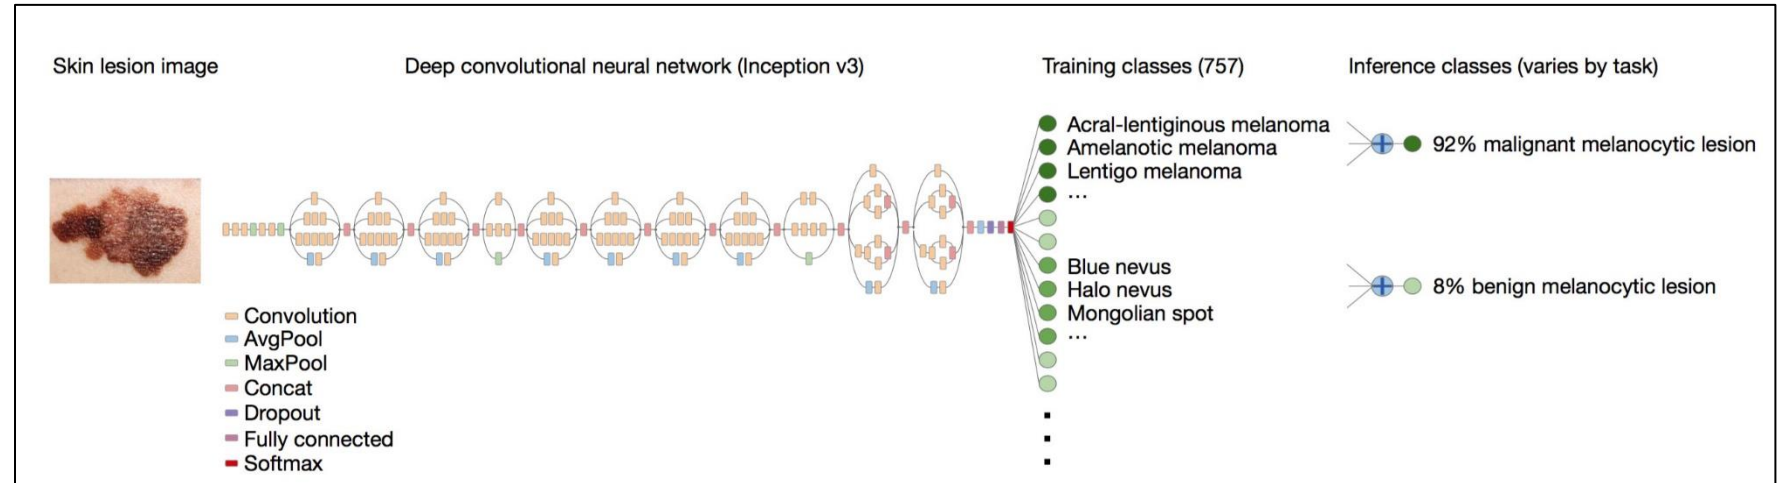 Skin lesion image
Deep convolutional neural network (Inception v3)
Training classes (757)
Inference classes (varies by task)
Acral-lentiginous melanoma
Amelanotic melanoma
Lentigo melanoma
...
Blue nevus
Halo nevus
Mongolian spot
...
92% malignant melanocytic lesion
8% benign melanocytic lesion
Convolution
AvgPool
MaxPool
Concat
Dropout
Fully connected
Softmax